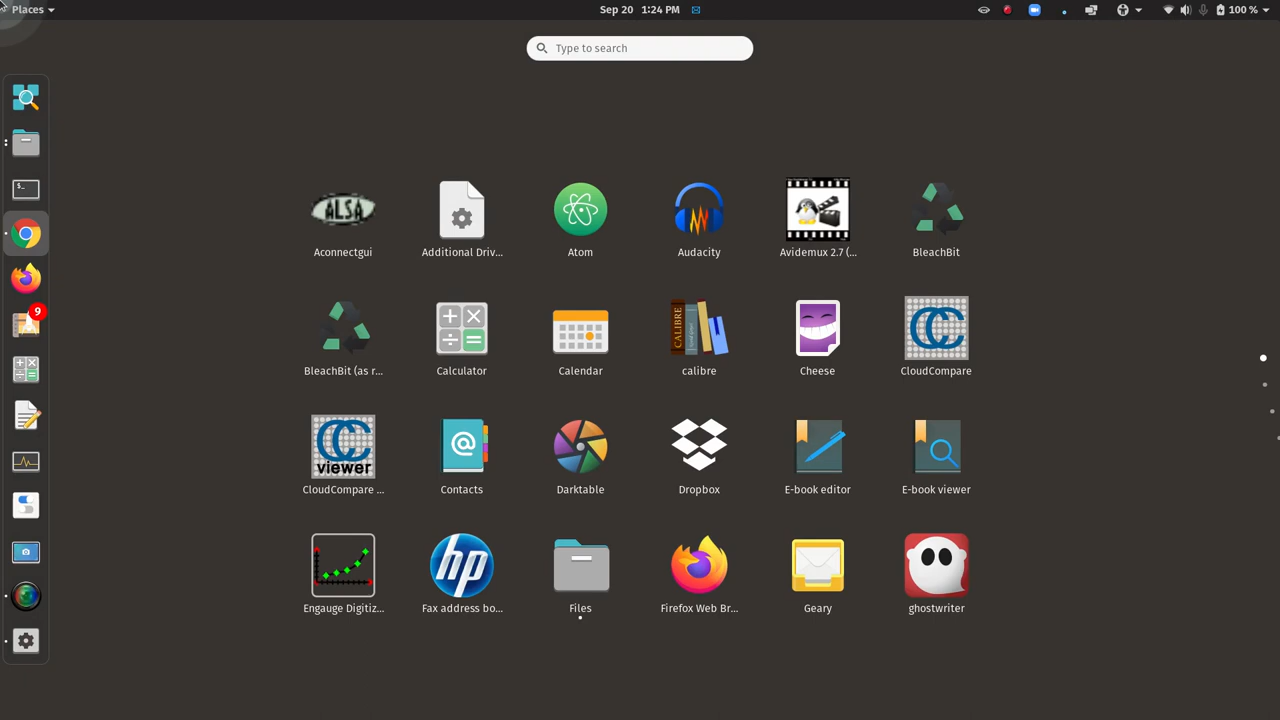 Places
Sep 20 1:24 PM
100 %
Type to search
9
ALSA
Aconnectgui
Additional Driv...
Atom
Audacity
Avidemux 2.7 (...
BleachBit
CALIBRE
BleachBit (as r...
Calculator
Calendar
calibre
Cheese
CloudCompare
CC
viewer
@
CloudCompare ...
Contacts
Darktable
Dropbox
E-book editor
E-book viewer
hp
Engauge Digitiz...
Fax address bo...
Files
Firefox Web Br...
Geary
ghostwriter